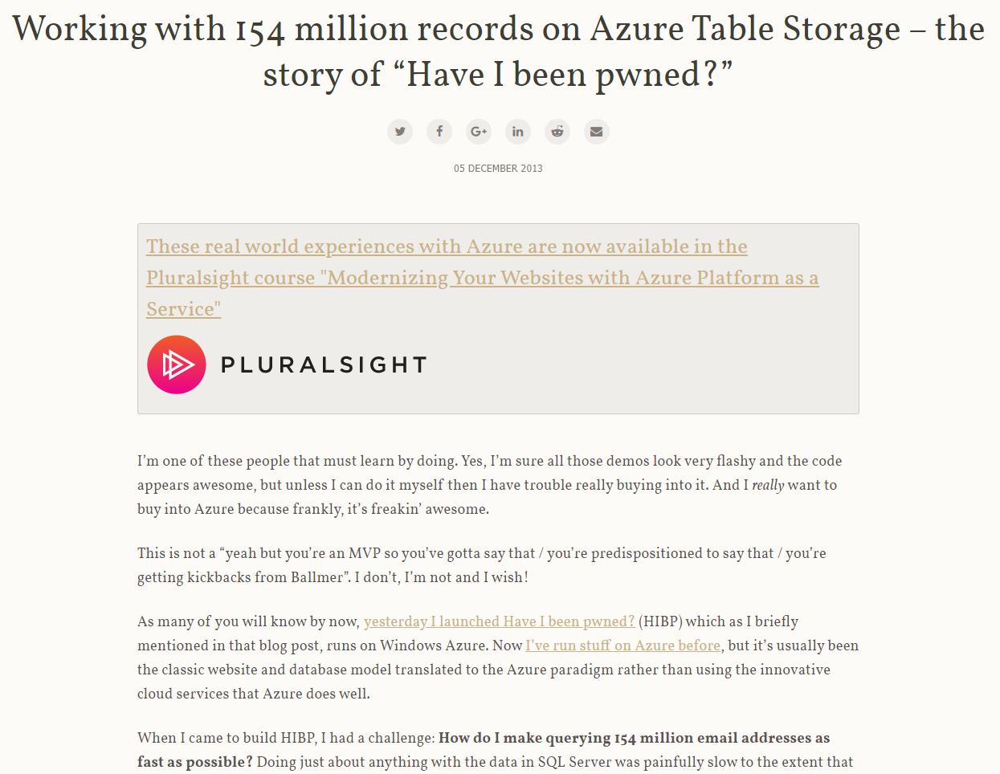 Working with 154 million records on Azure Table Storage – the
story of “Have I been pwned?”
05 DECEMBER 2013
These real world experiences with Azure are now available in the
Pluralsight course "Modernizing Your Websites with Azure Platform as a
Service"
PLURALSIGHT
I’m one of these people that must learn by doing. Yes, I’m sure all those demos look very flashy and the code
appears awesome, but unless I can do it myself then I have trouble really buying into it. And I really want to
buy into Azure because frankly, it’s freakin’ awesome.
This is not a “yeah but you’re an MVP so you’ve gotta say that / you’re predispositioned to say that / you’re
getting kickbacks from Ballmer”. I don’t, I’m not and I wish!
As many of you will know by now, yesterday I launched Have I been pwned? (HIBP) which as I briefly
mentioned in that blog post, runs on Windows Azure. Now I’ve run stuff on Azure before, but it’s usually been
the classic website and database model translated to the Azure paradigm rather than using the innovative
cloud services that Azure does well.
When I came to build HIBP, I had a challenge: How do I make querying 154 million email addresses as
fast as possible? Doing just about anything with the data in SQL Server was painfully slow to the extent that